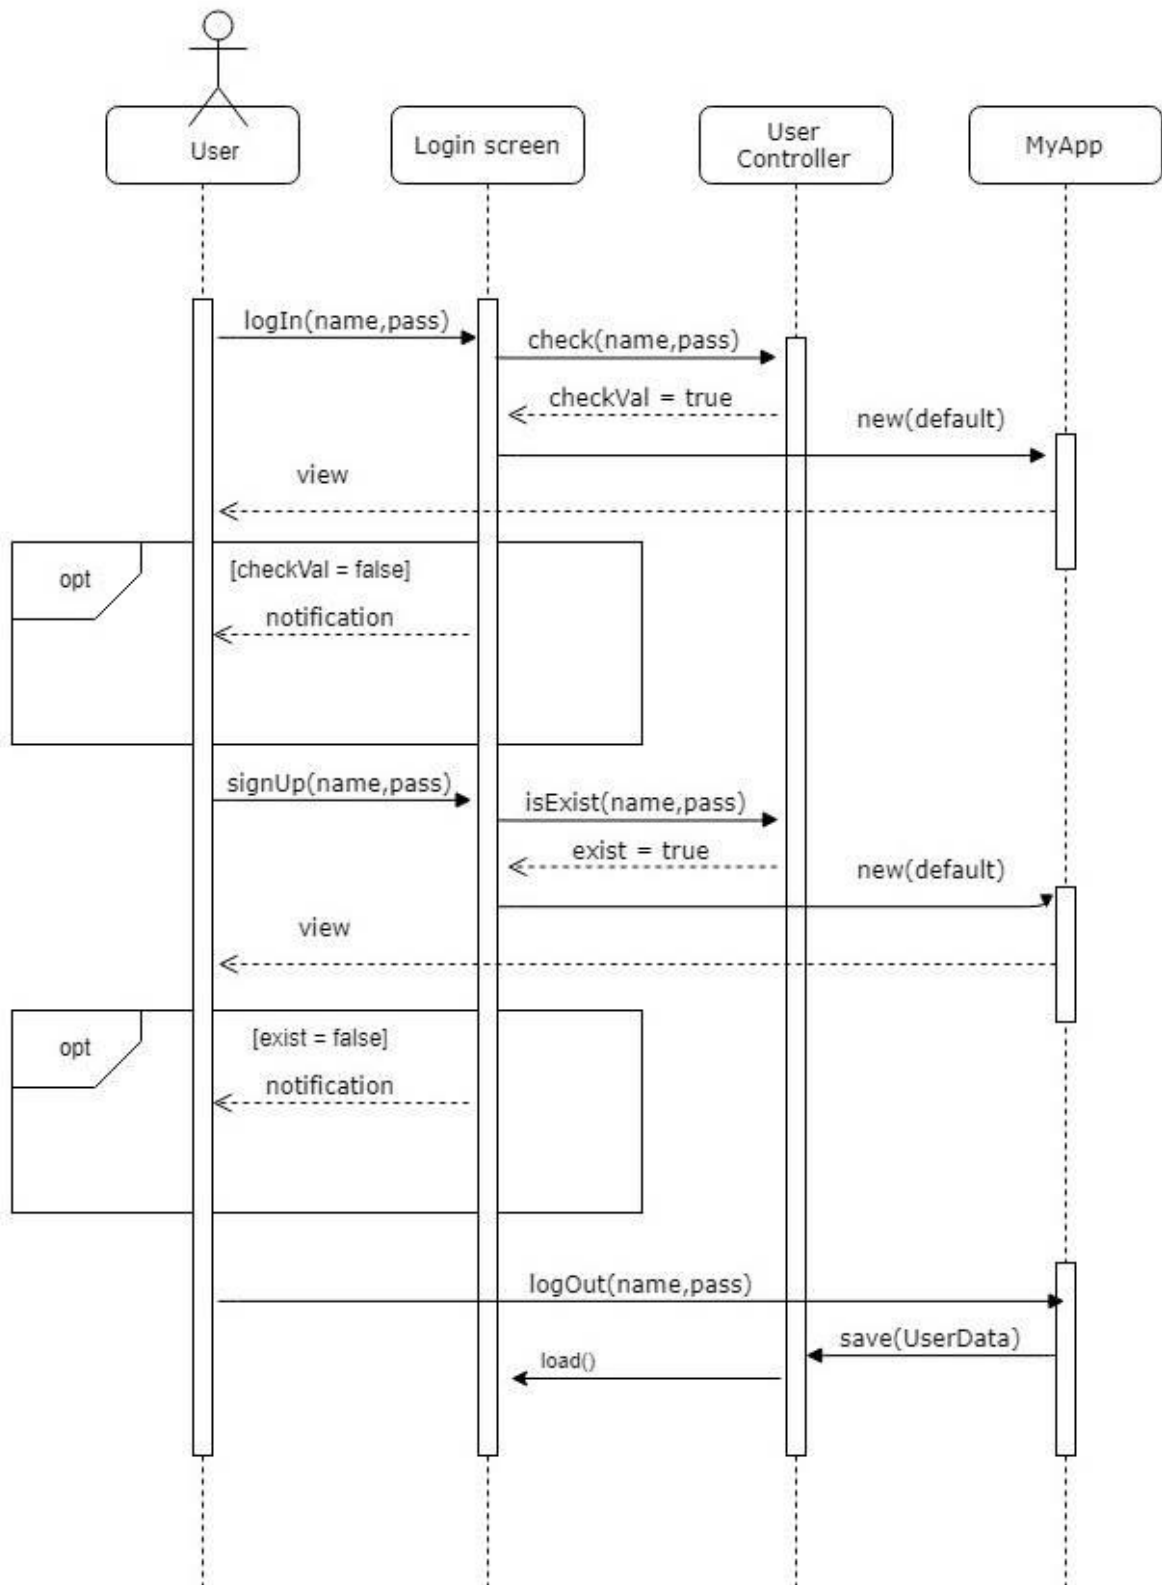 User
Login screen
User
Controller
MyApp
logIn(name,pass)
check(name,pass)
checkVal = true
new(default)
view
opt
[checkVal = false]
notification
signUp(name,pass)
isExist(name,pass)
exist = true
new(default)
view
opt
[exist = false]
notification
logOut(name,pass)
save(UserData)
load()